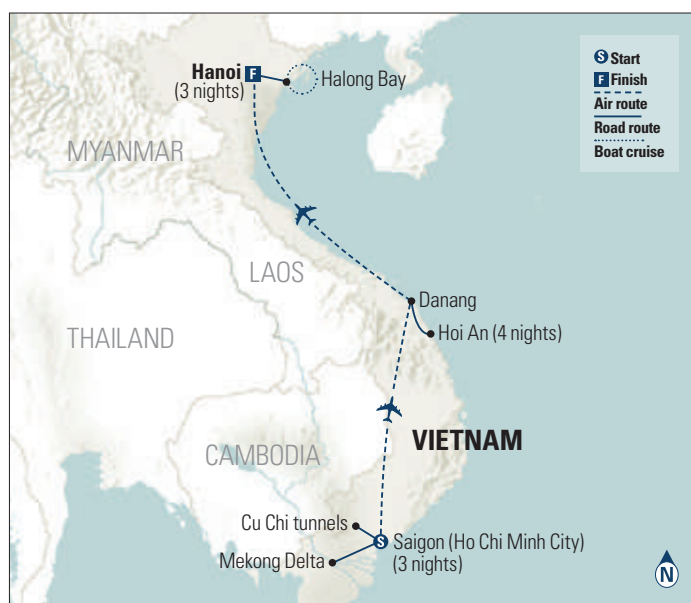 Hanoi
(3 nights)
F
Halong Bay
S Start
F Finish
Air route
Road route
Boat cruise
MYANMAR
LAOS
THAILAND
Danang
Hoi An (4 nights)
VIETNAM
CAMBODIA
Cu Chi tunnels
S
Saigon (Ho Chi Minh City)
(3 nights)
Mekong Delta
N